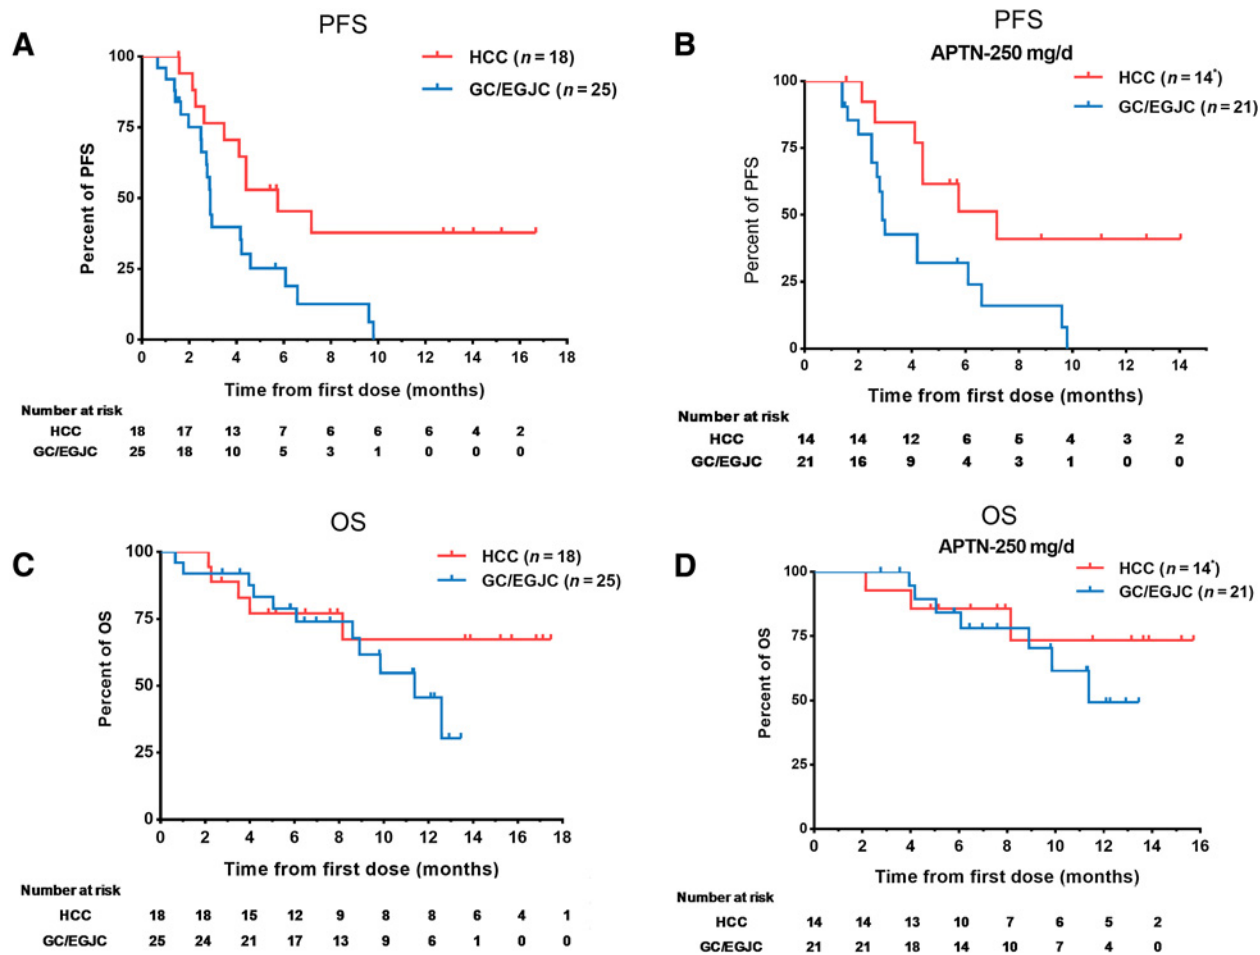 A
PFS
HCC (n = 18)
GC/EGJC (n = 25)
Percent of PFS
100
75
50
25
0
0 2 4 6 8 10 12 14 16 18
Time from first dose (months)
Number at risk
HCC 18 17 13 7 6 6 6 4 2
GC/EGJC 25 18 10 5 3 1 0 0 0
B
PFS
APTN-250 mg/d
HCC (n = 14*)
GC/EGJC (n = 21)
Percent of PFS
100
75
50
25
0
0 2 4 6 8 10 12 14
Time from first dose (months)
Number at risk
HCC 14 14 12 6 5 4 3 2
GC/EGJC 21 16 9 4 3 1 0 0
C
OS
HCC (n = 18)
GC/EGJC (n = 25)
Percent of OS
100
75
50
25
0
0 2 4 6 8 10 12 14 16 18
Time from first dose (months)
Number at risk
HCC 18 18 15 12 9 8 8 6 4 1
GC/EGJC 25 24 21 17 13 9 6 1 0 0
D
OS
APTN-250 mg/d
HCC (n = 14*)
GC/EGJC (n = 21)
Percent of OS
100
75
50
25
0
0 2 4 6 8 10 12 14 16
Time from first dose (months)
Number at risk
HCC 14 14 13 10 7 6 5 2
GC/EGJC 21 21 18 14 10 7 4 0